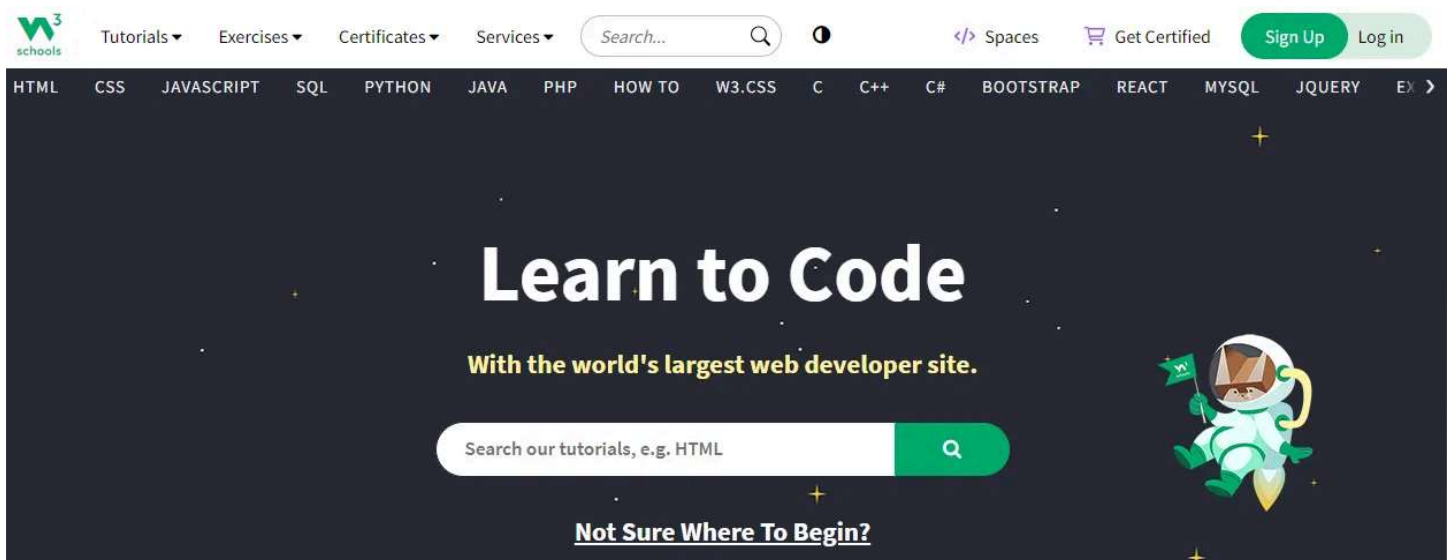 W3 schools
Tutorials Exercises Certificates Services Search... </> Spaces Get Certified Sign Up Log in
HTML CSS JAVASCRIPT SQL PYTHON JAVA PHP HOW TO W3.CSS C C++ C# BOOTSTRAP REACT MYSQL JQUERY EX
Learn to Code
With the world's largest web developer site.
Search our tutorials, e.g. HTML
Not Sure Where To Begin?